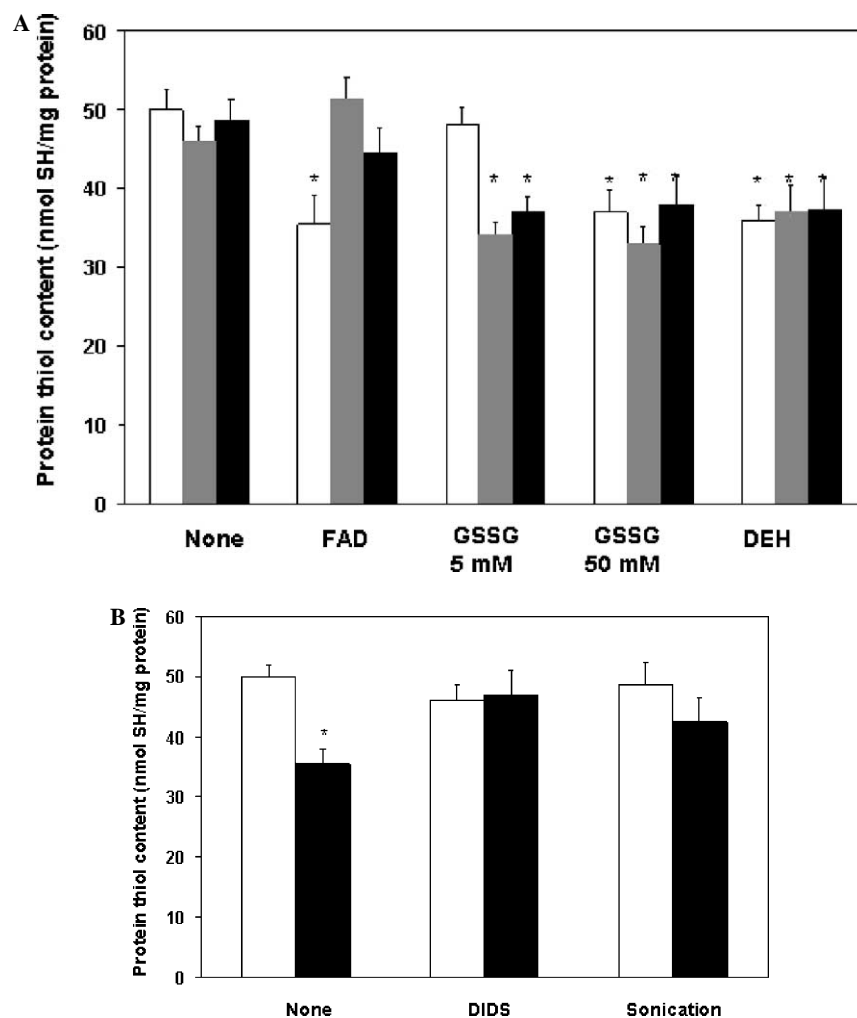 A
Protein thiol content (nmol SH/mg protein)
60
50
40
30
20
10
0
*
* *
* * *
* * *
None FAD GSSG 5 mM GSSG 50 mM DEH
B
Protein thiol content (nmol SH/mg protein)
60
50
40
30
20
10
0
*
None DIDS Sonication